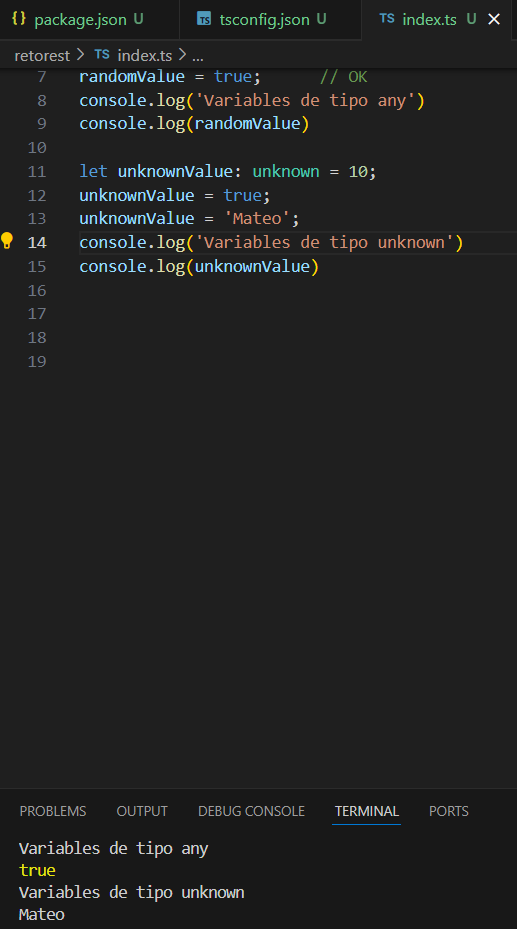 {} package.json U TS tsconfig.json U TS index.ts U ×
retorest > TS index.ts > ...
7 randomValue = true; // OK
8 console.log('Variables de tipo any')
9 console.log(randomValue)
10
11 let unknownValue: unknown = 10;
12 unknownValue = true;
13 unknownValue = 'Mateo';
14 console.log('Variables de tipo unknown')
15 console.log(unknownValue)
16
17
18
19
PROBLEMS OUTPUT DEBUG CONSOLE TERMINAL PORTS
Variables de tipo any
true
Variables de tipo unknown
Mateo